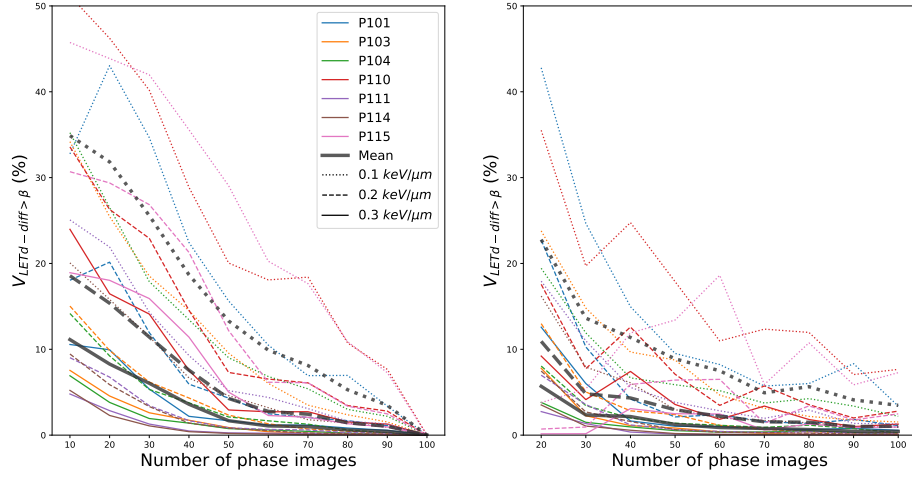 50
40
30
20
10
0
V_{LETd−diff>β} (%)
10 20 30 40 50 60 70 80 90 100
Number of phase images
P101
P103
P104
P110
P111
P114
P115
Mean
0.1 keV/μm
0.2 keV/μm
0.3 keV/μm
50
40
30
20
10
0
V_{LETd−diff>β} (%)
20 30 40 50 60 70 80 90 100
Number of phase images